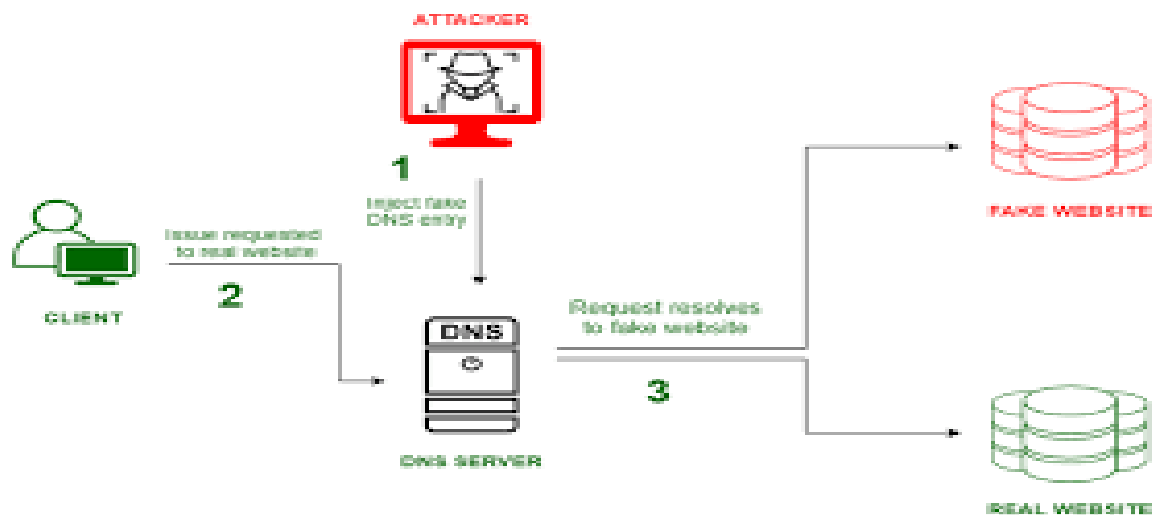 ATTACKER
1
Inject fake
DNS entry
Issue requested
to real website
2
CLIENT
DNS
DNS SERVER
Request resolves
to fake website
3
FAKE WEBSITE
REAL WEBSITE